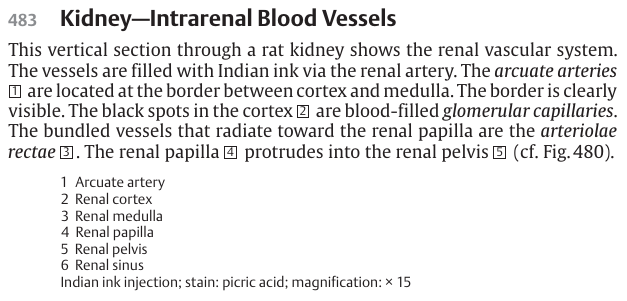 483 Kidney—Intrarenal Blood Vessels
This vertical section through a rat kidney shows the renal vascular system.
The vessels are filled with Indian ink via the renal artery. The arcuate arteries
1 are located at the border between cortex and medulla. The border is clearly
visible. The black spots in the cortex 2 are blood-filled glomerular capillaries.
The bundled vessels that radiate toward the renal papilla are the arteriolae
rectae 3. The renal papilla 4 protrudes into the renal pelvis 5 (cf. Fig. 480).
1 Arcuate artery
2 Renal cortex
3 Renal medulla
4 Renal papilla
5 Renal pelvis
6 Renal sinus
Indian ink injection; stain: picric acid; magnification: × 15